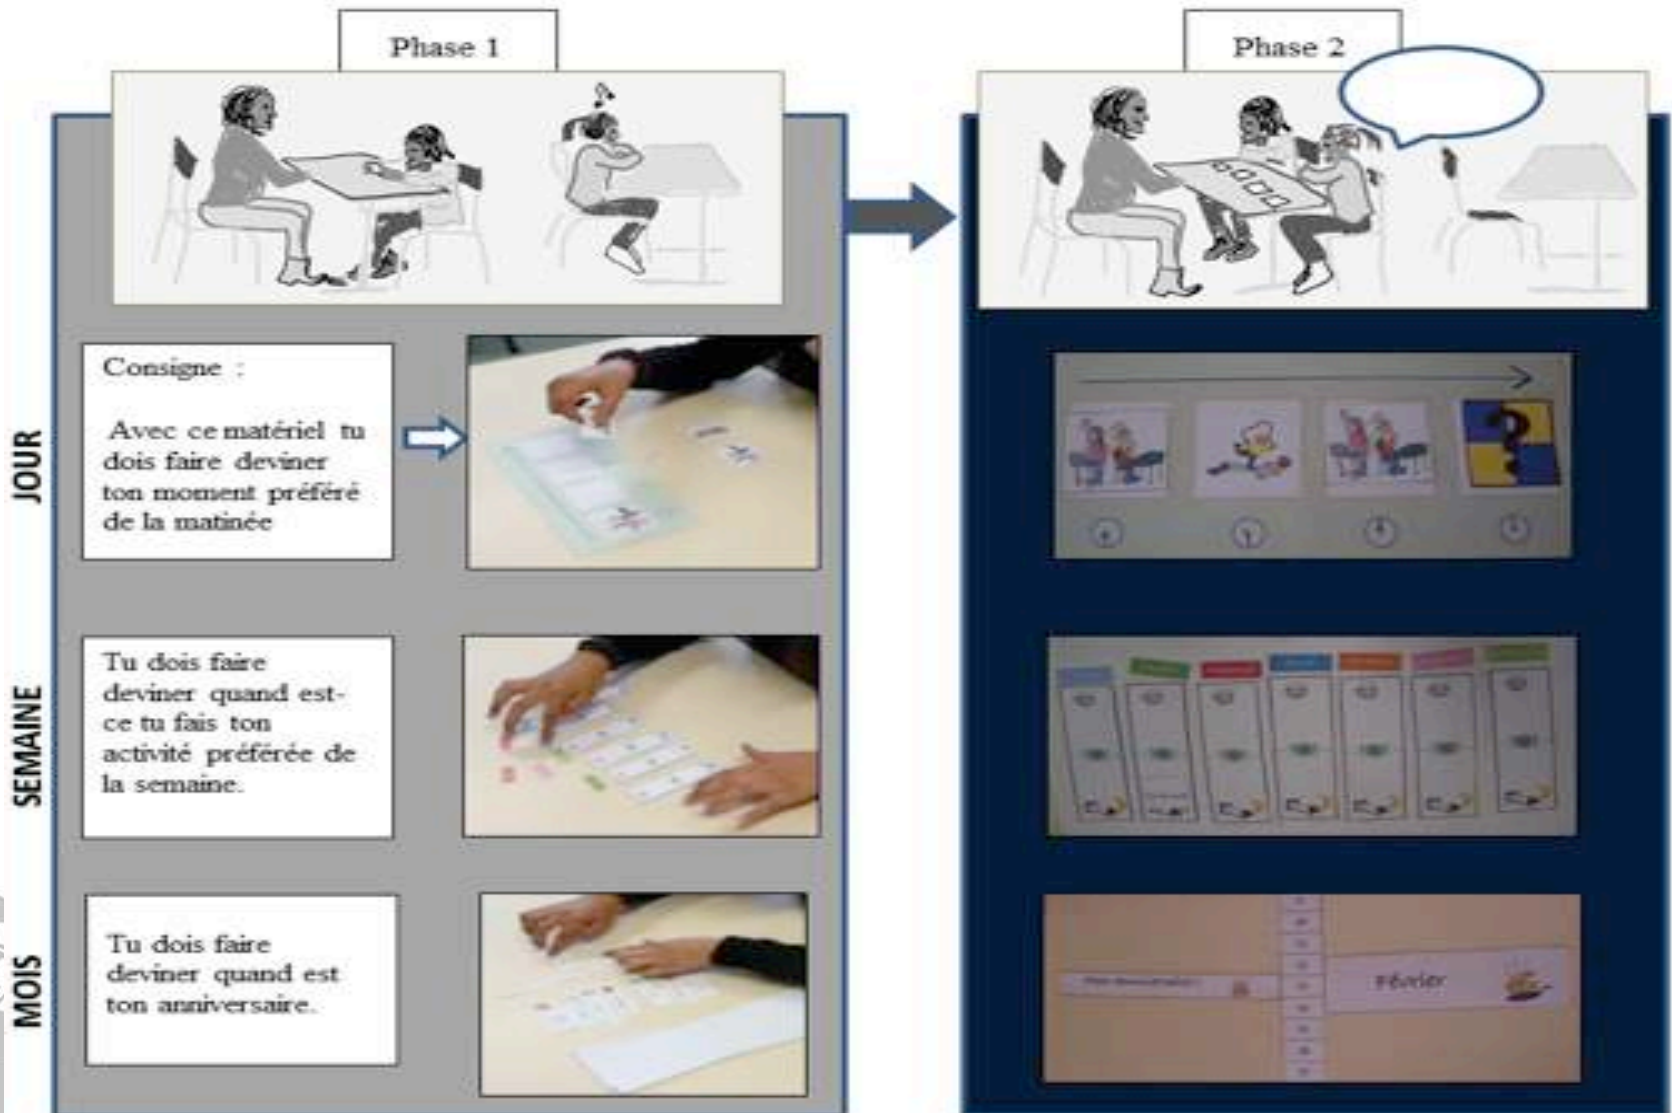 Phase 1
Phase 2
JOUR
Consigne :
Avec ce matériel tu
dois faire deviner
ton moment préféré
de la matinée
SEMAINE
Tu dois faire
deviner quand est-
ce tu fais ton
activité préférée de
la semaine.
MOIS
Tu dois faire
deviner quand est
ton anniversaire.
Février